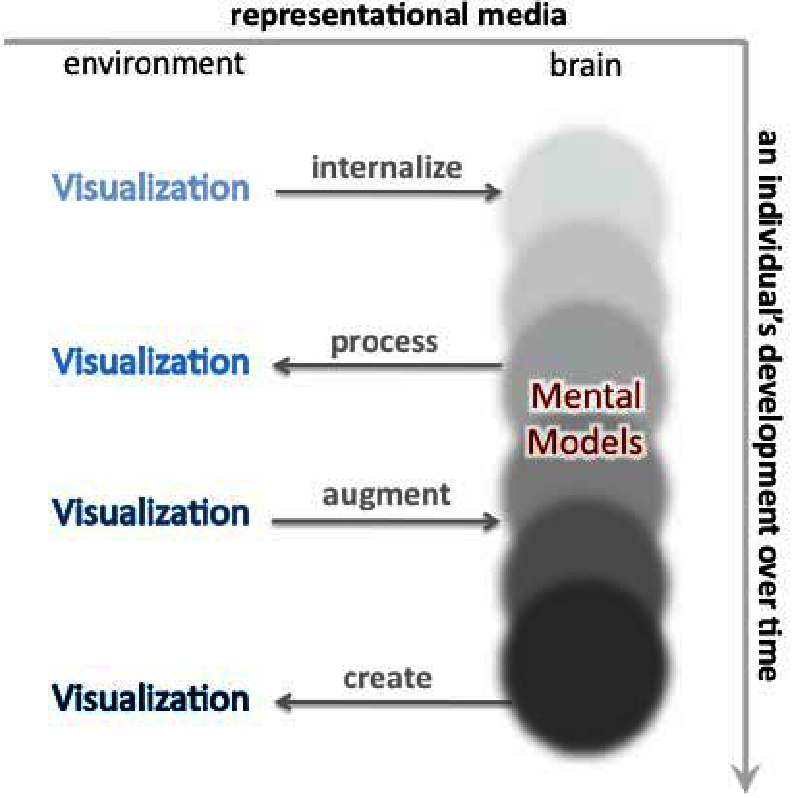 representational media
environment
brain
internalize
Visualization
process
Visualization
Mental
Models
augment
Visualization
create
Visualization
an individual's development over time